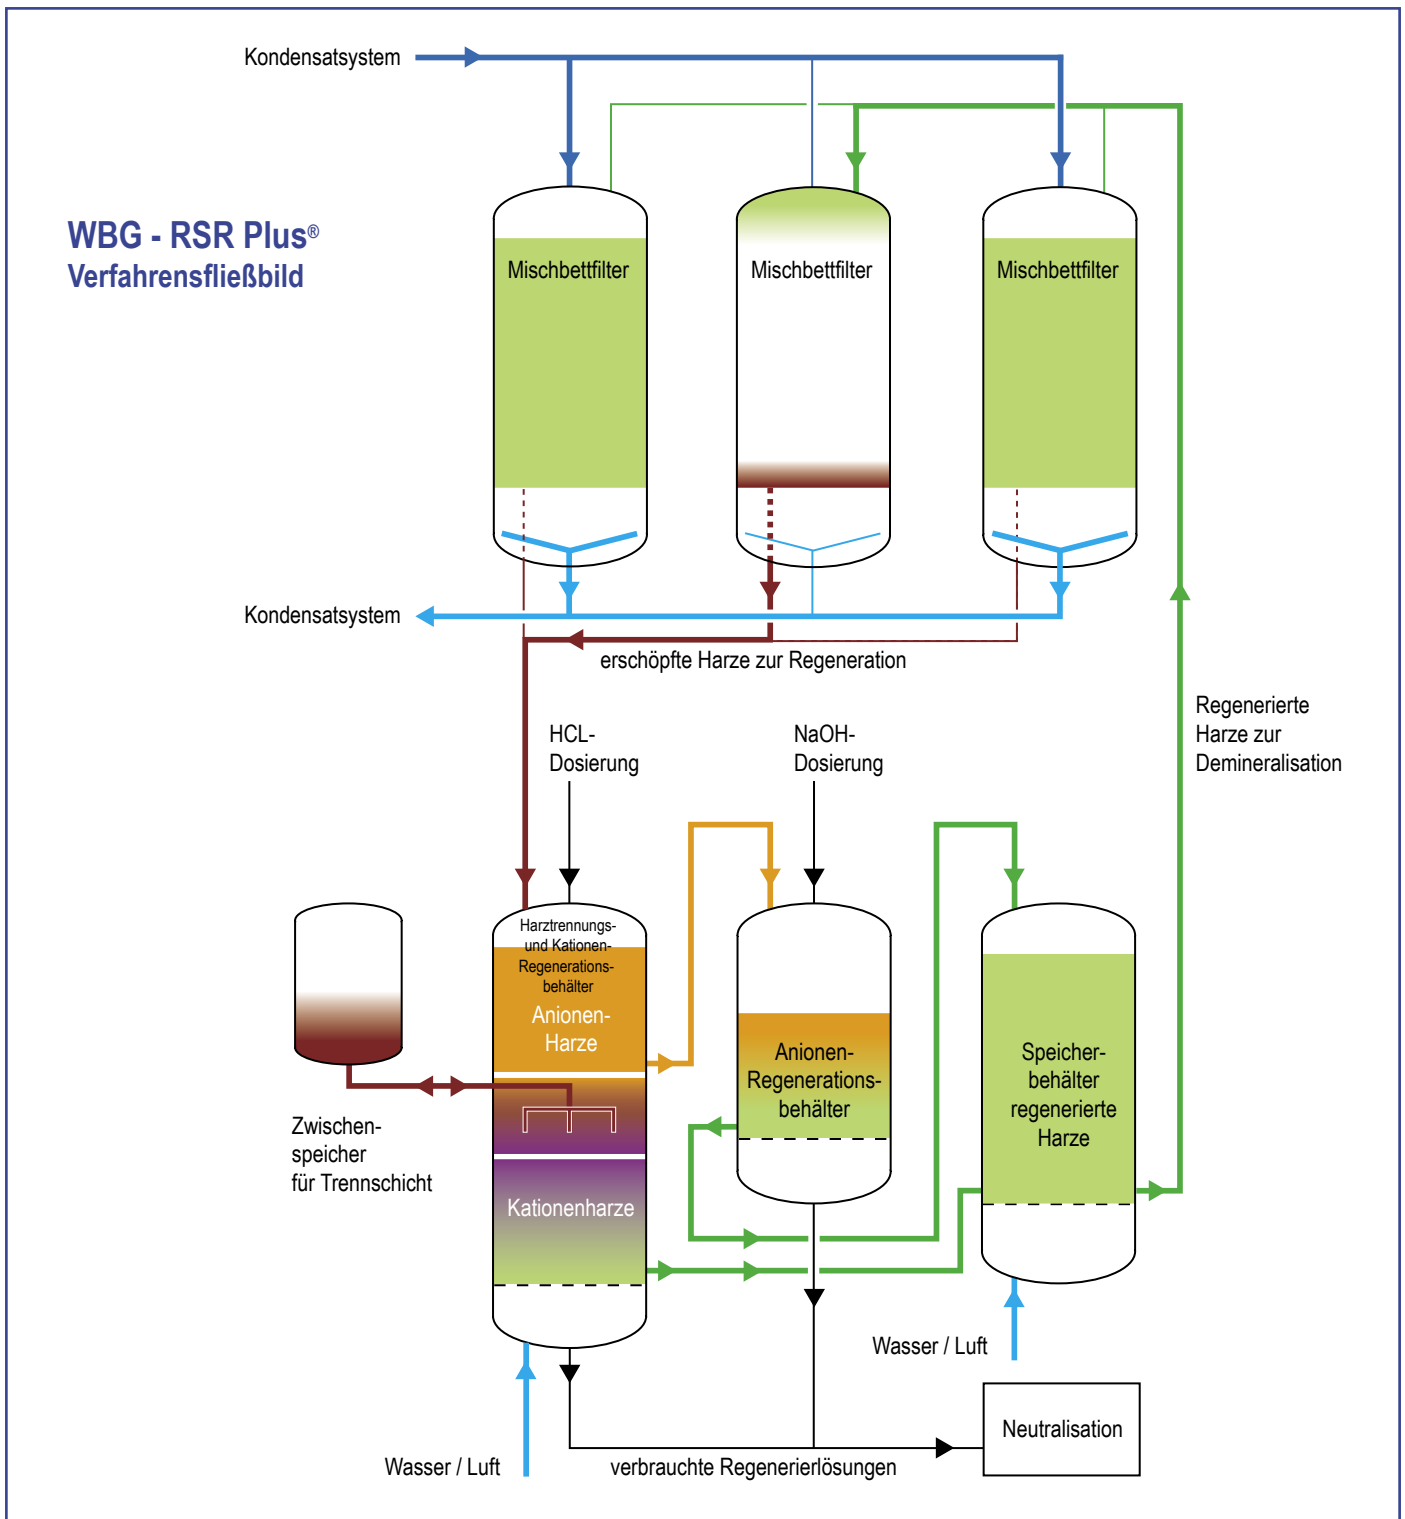 Kondensatsystem
WBG - RSR Plus®
Verfahrensfließbild
Mischbettfilter
Mischbettfilter
Mischbettfilter
Kondensatsystem
erschöpfte Harze zur Regeneration
Regenerierte
Harze zur
Demineralisation
HCL-
Dosierung
NaOH-
Dosierung
Harztrennungs-
und Kationen-
Regenerations-
behälter
Anionen-
Harze
Anionen-
Regenerations-
behälter
Speicher-
behälter
regenerierte
Harze
Zwischen-
speicher
für Trennschicht
Kationenharze
Wasser / Luft
Neutralisation
Wasser / Luft
verbrauchte Regenerierlösungen